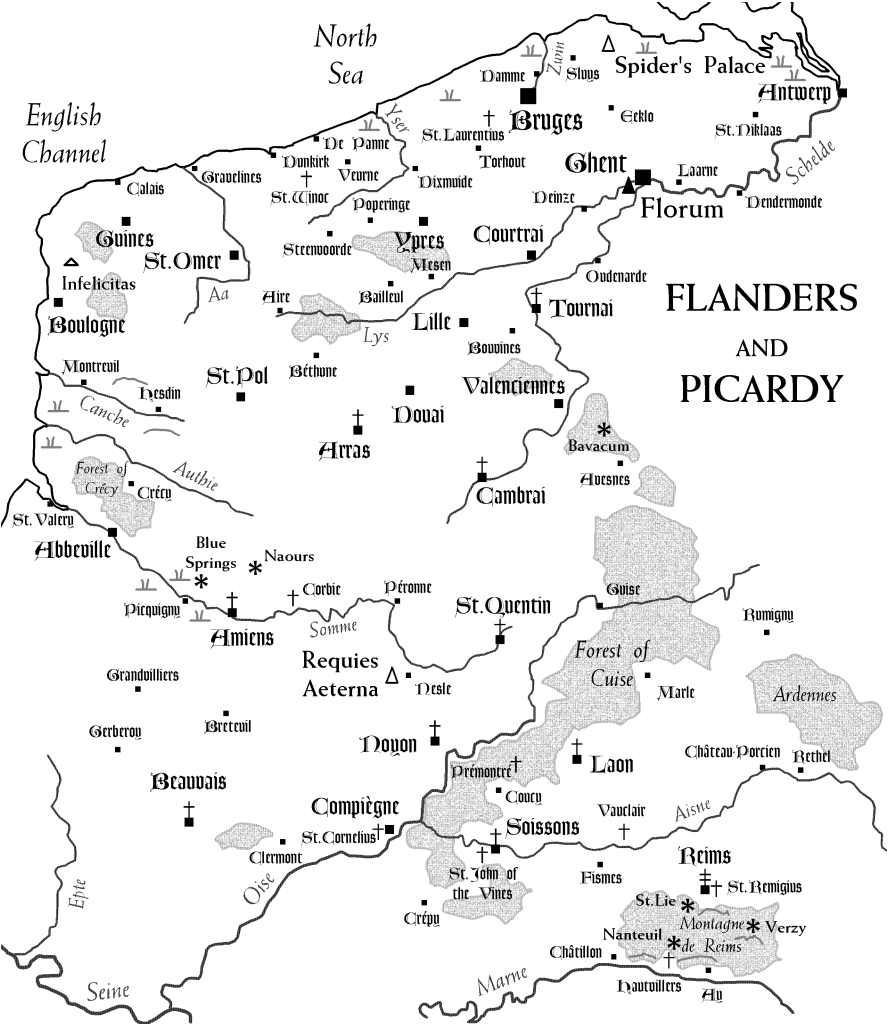 North
Sea
English
Channel
Zwin
Spider's Palace
Damme
Sluys
Antwerp
Bruges
Eeklo
St.Niklaas
Yser
St.Laurentius
De Panne
Dunkirk
Torhout
Ghent
Schelde
Gravelines
Veurne
St.Winoc
Dixmuide
Laarne
Calais
Florum
Dendermonde
Deinze
Poperinge
Guines
Steenvoorde
Ypres
Courtrai
St.Omer
Mesen
Oudenarde
Infelicitas
Aa
Aire
Bailleul
Boulogne
Lys
Lille
Tournai
FLANDERS
AND
PICARDY
Bouvines
Montreuil
St.Pol
Béthune
Valenciennes
Hesdin
Canche
Douai
Arras
Bavacum
Avesnes
Forest of
Crécy
Crécy
Authie
Cambrai
St.Valery
Abbeville
Blue
Springs
Naours
Picquigny
Corbie
Péronne
St.Quentin
Guise
Amiens
Somme
Rumigny
Requies
Aeterna
Nesle
Forest of
Cuise
Marle
Ardennes
Grandvilliers
Breteuil
Gerberoy
Noyon
Laon
Château-Porcien
Rethel
Beauvais
Prémontré
Coucy
Compiègne
St.Cornelius
Soissons
Vauclair
Aisne
Clermont
St.John of
the Vines
Fismes
Reims
St.Remigius
Epte
Oise
Crépy
St.Lie
Montagne
de Reims
Verzy
Nanteuil
Châtillon
Hautvillers
Ay
Seine
Marne